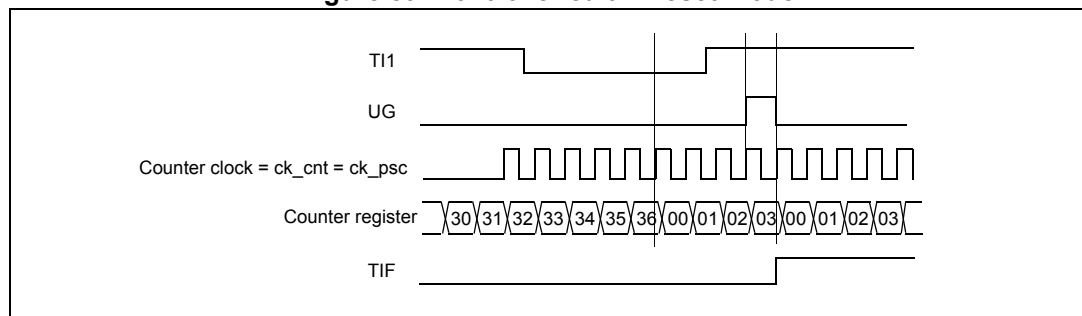 TI1
UG
Counter clock = ck_cnt = ck_psc
Counter register 30 31 32 33 34 35 36 00 01 02 03 00 01 02 03
TIF